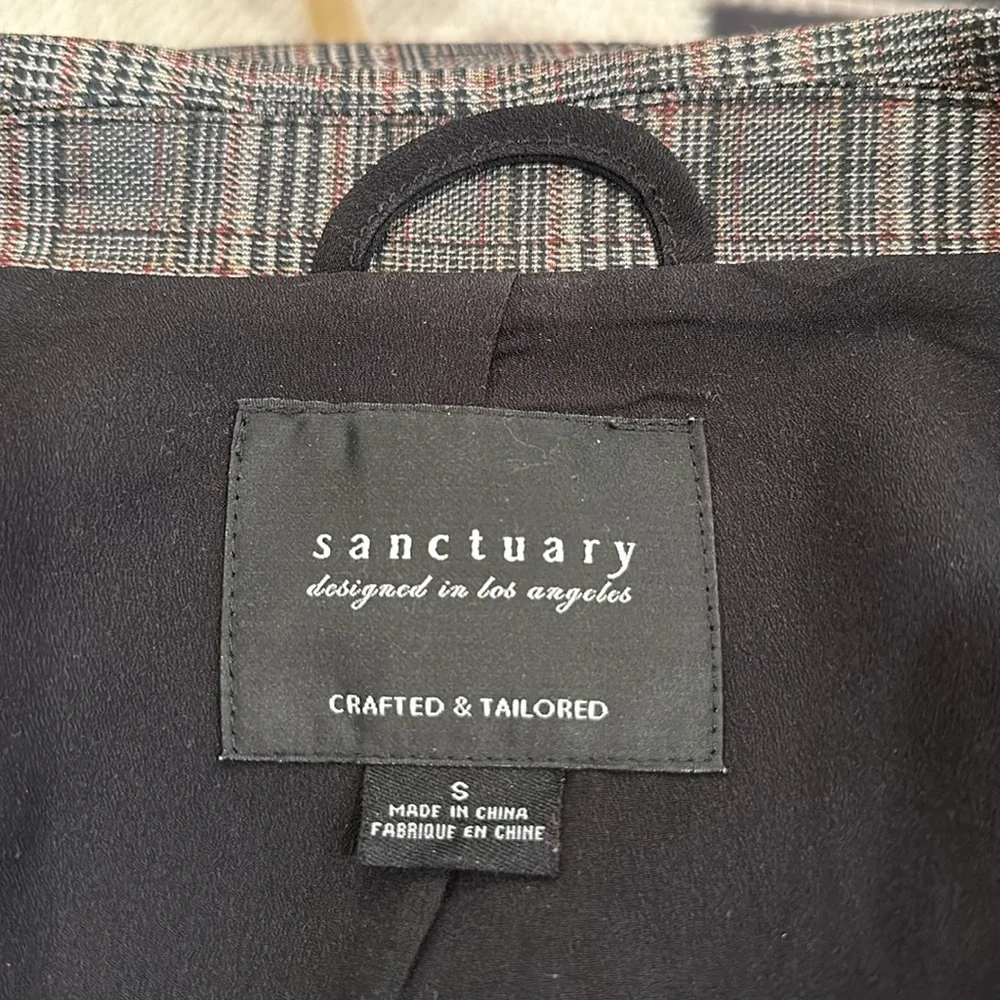 sanctuary
designed in los angeles
CRAFTED & TAILORED
S
MADE IN CHINA
FABRIQUE EN CHINE